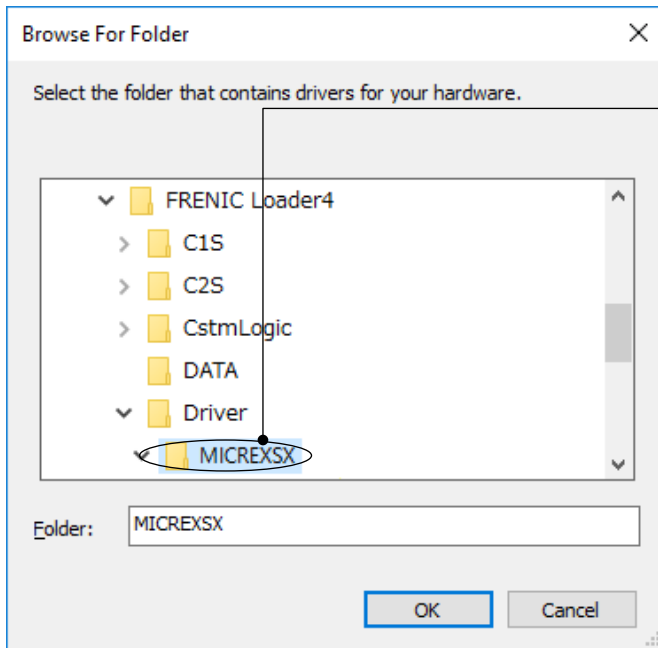 Browse For Folder
Select the folder that contains drivers for your hardware.
FRENIC Loader4
C1S
C2S
CstmLogic
DATA
Driver
MICREXSX
Folder: MICREXSX
OK Cancel